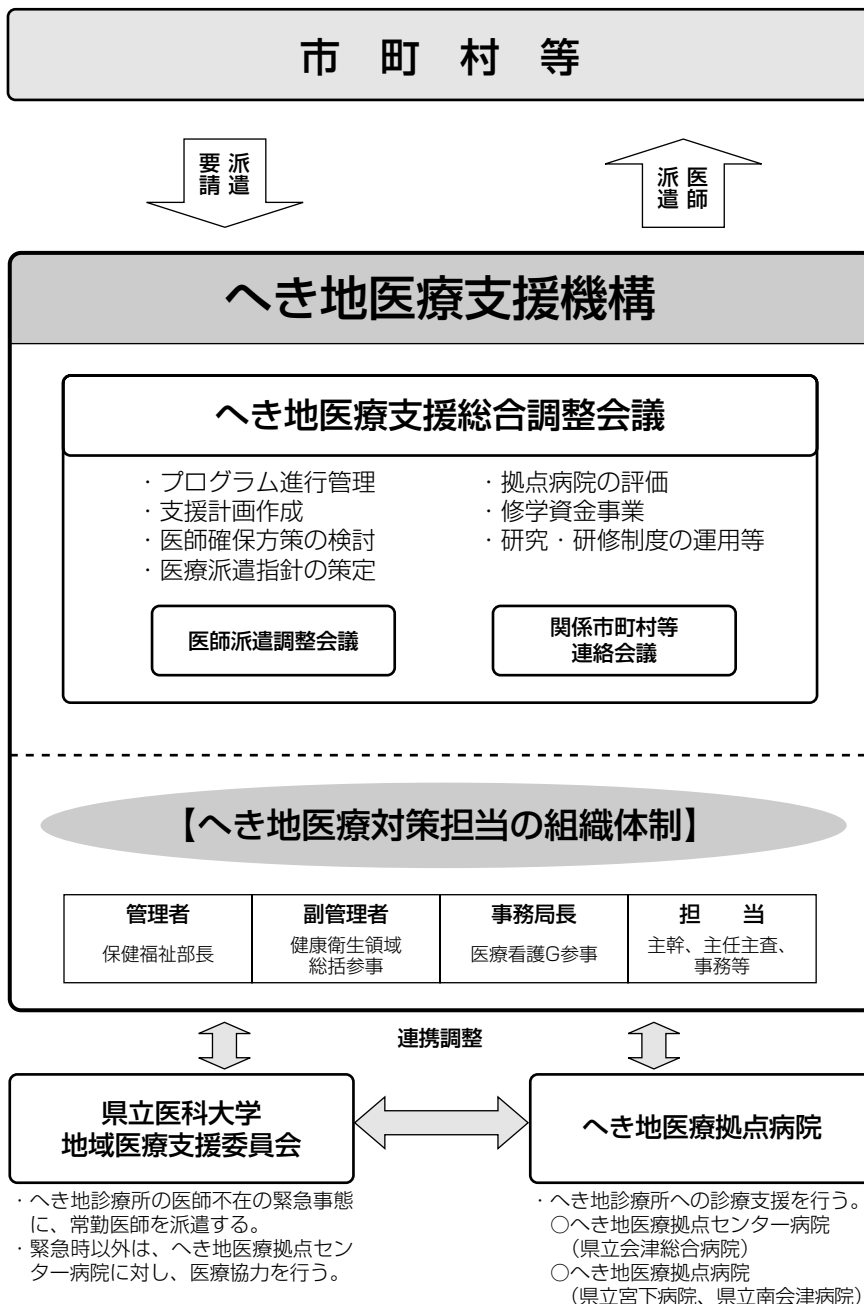 市 町 村 等
派遣
要請
医師
派遣
へき地医療支援機構
へき地医療支援総合調整会議
・プログラム進行管理
・支援計画作成
・医師確保方策の検討
・医療派遣指針の策定
・拠点病院の評価
・修学資金事業
・研究・研修制度の運用等
医師派遣調整会議
関係市町村等
連絡会議
【へき地医療対策担当の組織体制】
管理者
保健福祉部長
副管理者
健康衛生領域
総括参事
事務局長
医療看護G参事
担　当
主幹、主任主査、
事務等
連携調整
県立医科大学
地域医療支援委員会
・へき地診療所の医師不在の緊急事態
に、常勤医師を派遣する。
・緊急時以外は、へき地医療拠点セン
ター病院に対し、医療協力を行う。
へき地医療拠点病院
・へき地診療所への診療支援を行う。
○へき地医療拠点センター病院
（県立会津総合病院）
○へき地医療拠点病院
（県立宮下病院、県立南会津病院）